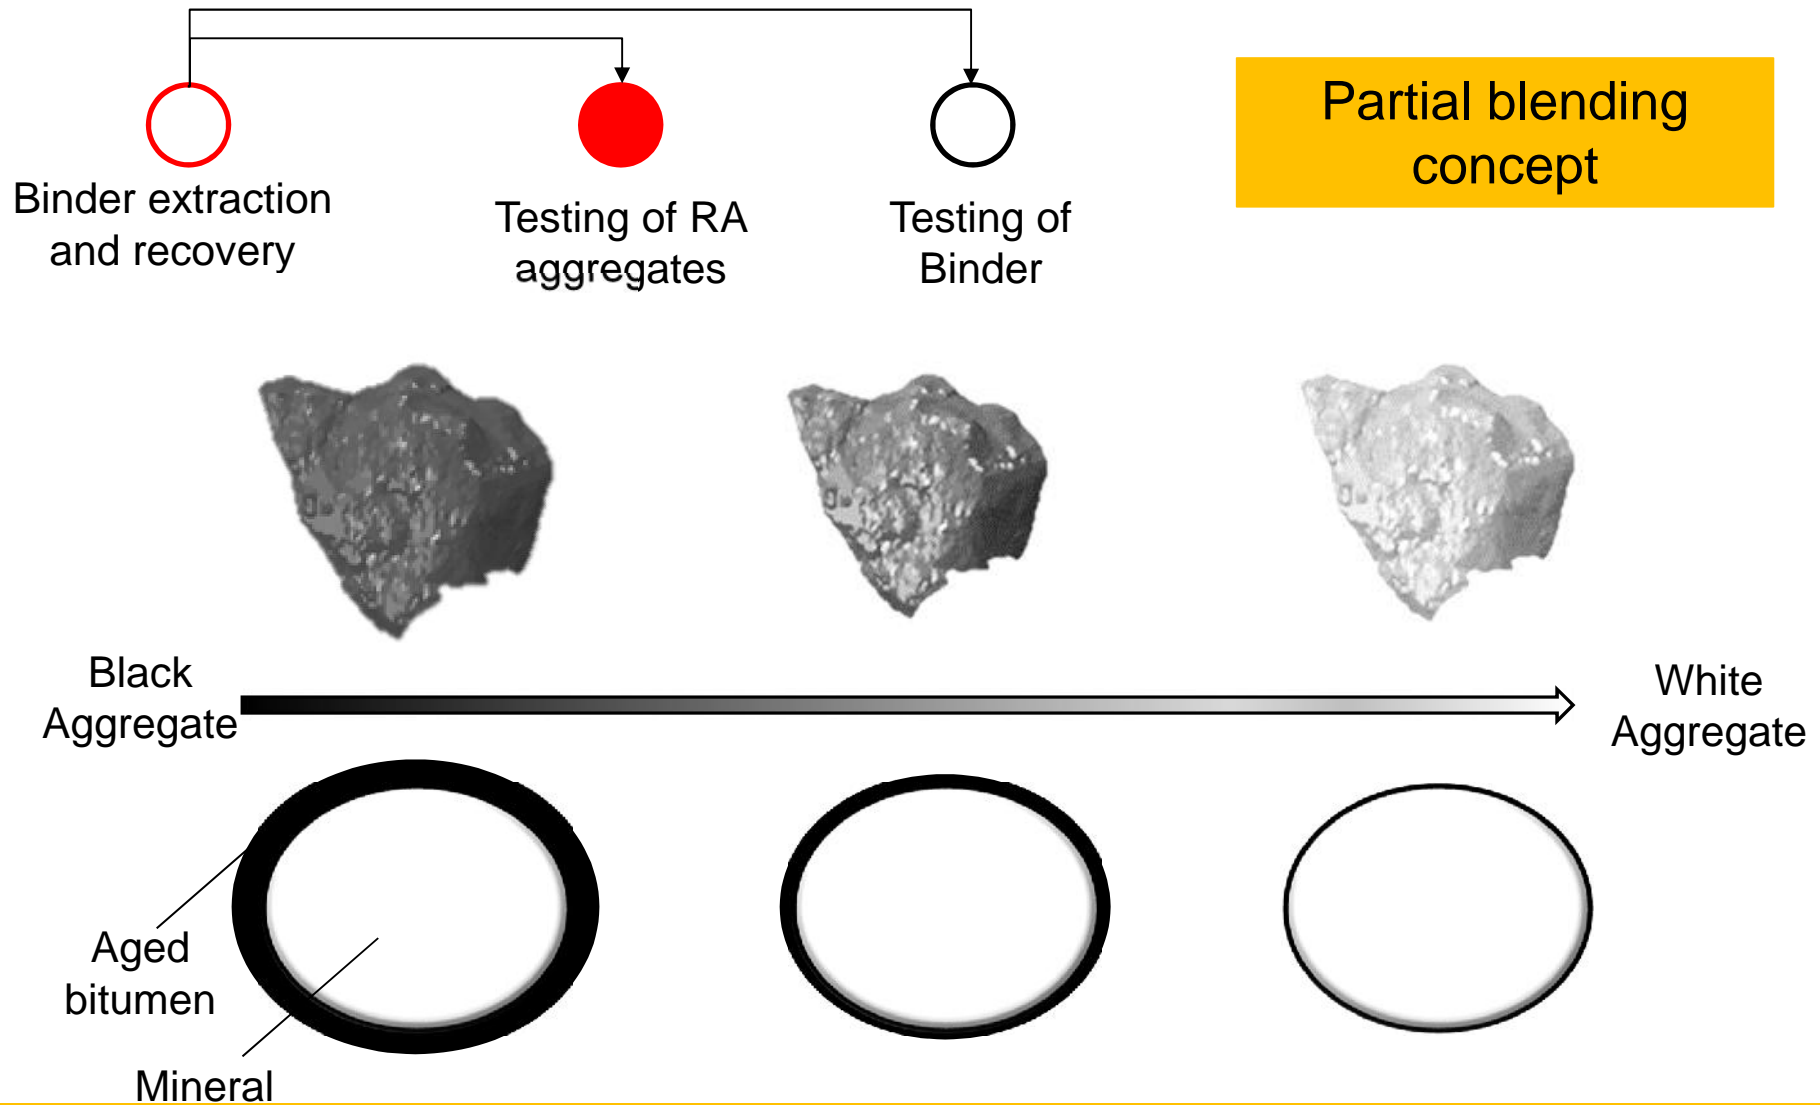 Partial blending
concept
Binder extraction
and recovery
Testing of RA
aggregates
Testing of
Binder
Black
Aggregate
White
Aggregate
Aged
bitumen
Mineral